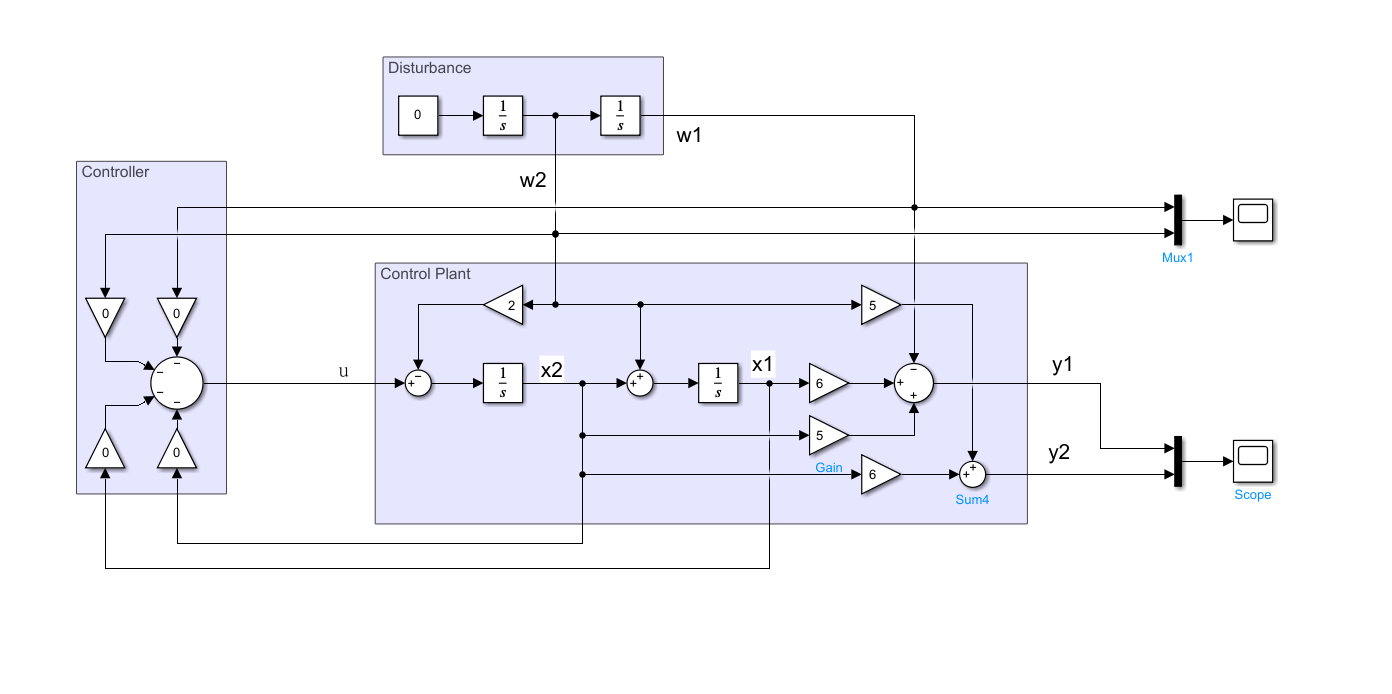 Disturbance
0
1
s
1
s
w1
w2
Controller
Mux1
Control Plant
0
0
2
5
−
−
−
−
u
+
−
1
s
x2
+
+
1
s
x1
6
−
+
+
y1
5
Gain
0
0
6
+
+
Sum4
y2
Scope